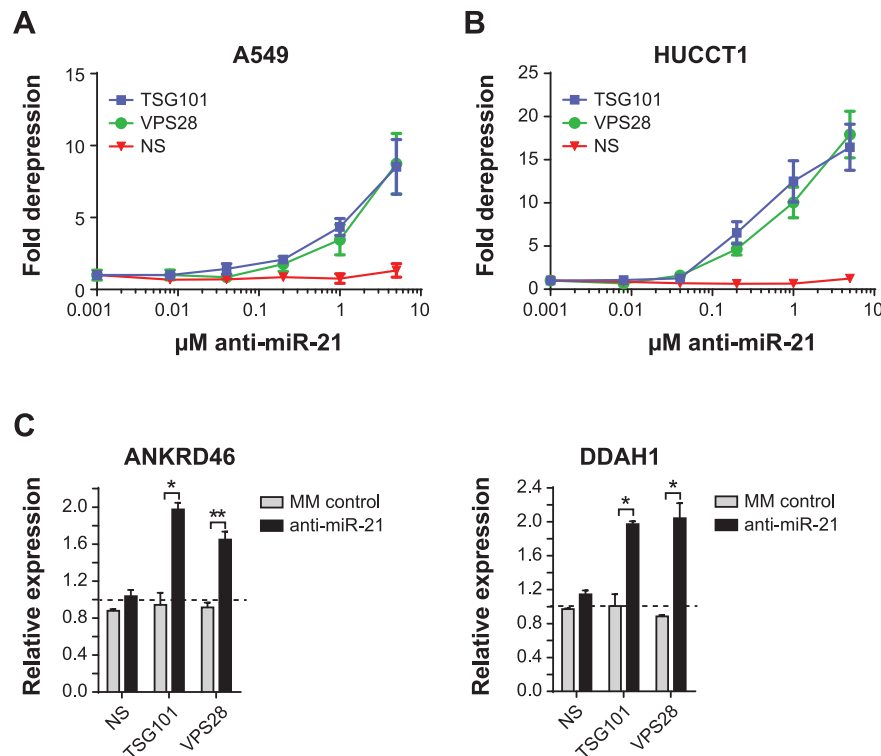 A
A549
Fold derepression
15
10
5
0
TSG101
VPS28
NS
0.001
0.01
0.1
1
10
µM anti-miR-21
B
HUCCT1
Fold derepression
25
20
15
10
5
0
TSG101
VPS28
NS
0.001
0.01
0.1
1
10
µM anti-miR-21
C
ANKRD46
Relative expression
2.0
1.6
1.2
0.8
0.4
0.0
*
**
MM control
anti-miR-21
NS
TSG101
VPS28
DDAH1
Relative expression
2.4
2.0
1.6
1.2
0.8
0.4
0.0
*
*
MM control
anti-miR-21
NS
TSG101
VPS28